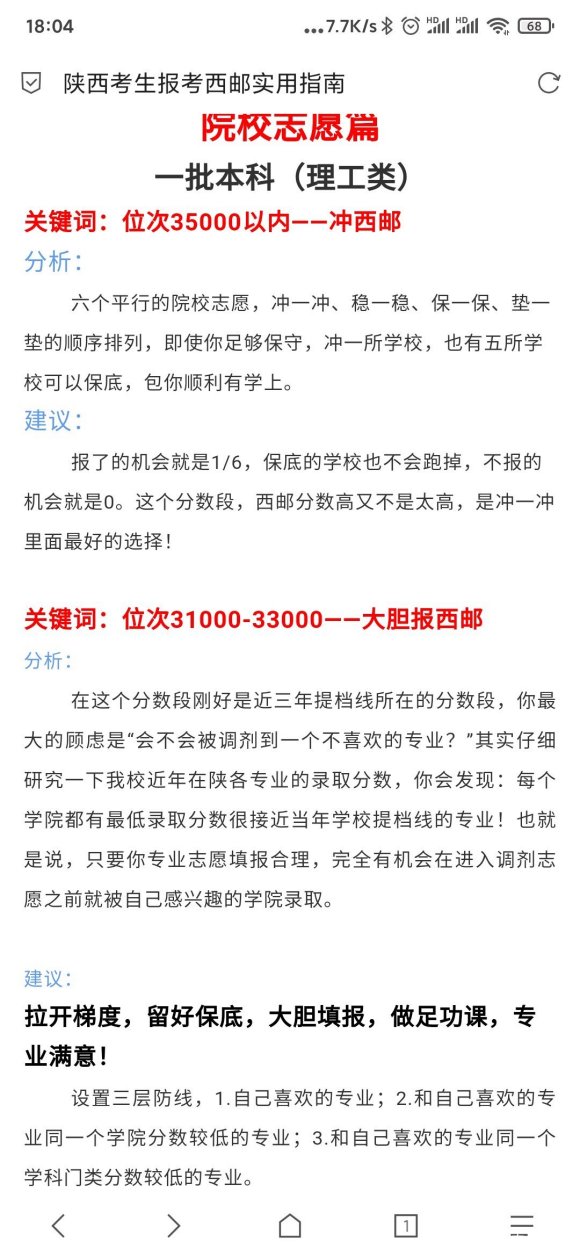 18:04
...7.7K/s HD HD 68
陕西考生报考西邮实用指南
院校志愿篇
一批本科（理工类）
关键词：位次35000以内——冲西邮
分析：
六个平行的院校志愿，冲一冲、稳一稳、保一保、垫一
垫的顺序排列，即使你足够保守，冲一所学校，也有五所学
校可以保底，包你顺利有学上。
建议：
报了的机会就是1/6，保底的学校也不会跑掉，不报的
机会就是0。这个分数段，西邮分数高又不是太高，是冲一冲
里面最好的选择！
关键词：位次31000-33000——大胆报西邮
分析：
在这个分数段刚好是近三年提档线所在的分数段，你最
大的顾虑是“会不会被调剂到一个不喜欢的专业？”其实仔细
研究一下我校近年在陕各专业的录取分数，你会发现：每个
学院都有最低录取分数很接近当年学校提档线的专业！也就
是说，只要你专业志愿填报合理，完全有机会在进入调剂志
愿之前就被自己感兴趣的学院录取。
建议：
拉开梯度，留好保底，大胆填报，做足功课，专
业满意！
设置三层防线，1.自己喜欢的专业；2.和自己喜欢的专
业同一个学院分数较低的专业；3.和自己喜欢的专业同一个
学科门类分数较低的专业。
1